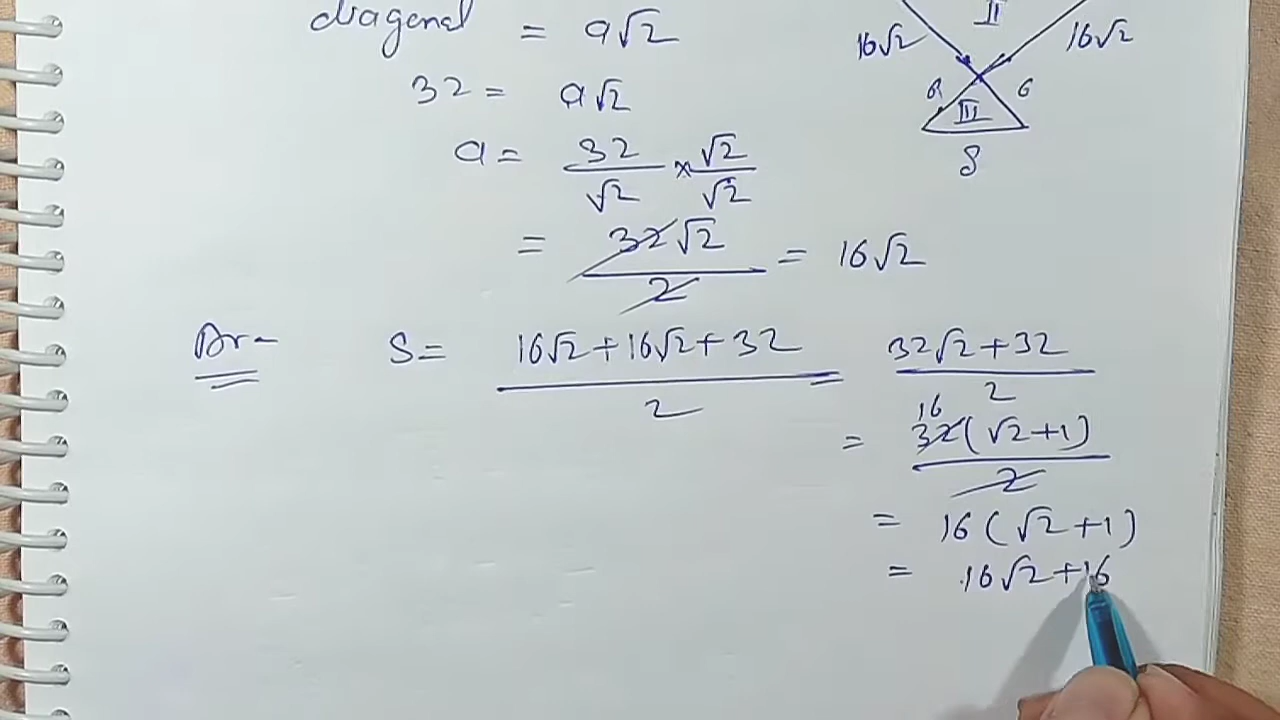 diagonal = a√2
32 = a√2
a = 32/√2 × √2/√2
= 32√2/2 = 16√2
II
16√2 16√2
6 6
III
8
Ar- S = 16√2+16√2+32/2 = 32√2+32/2
16
= 32(√2+1)/2
= 16(√2+1)
= 16√2+16